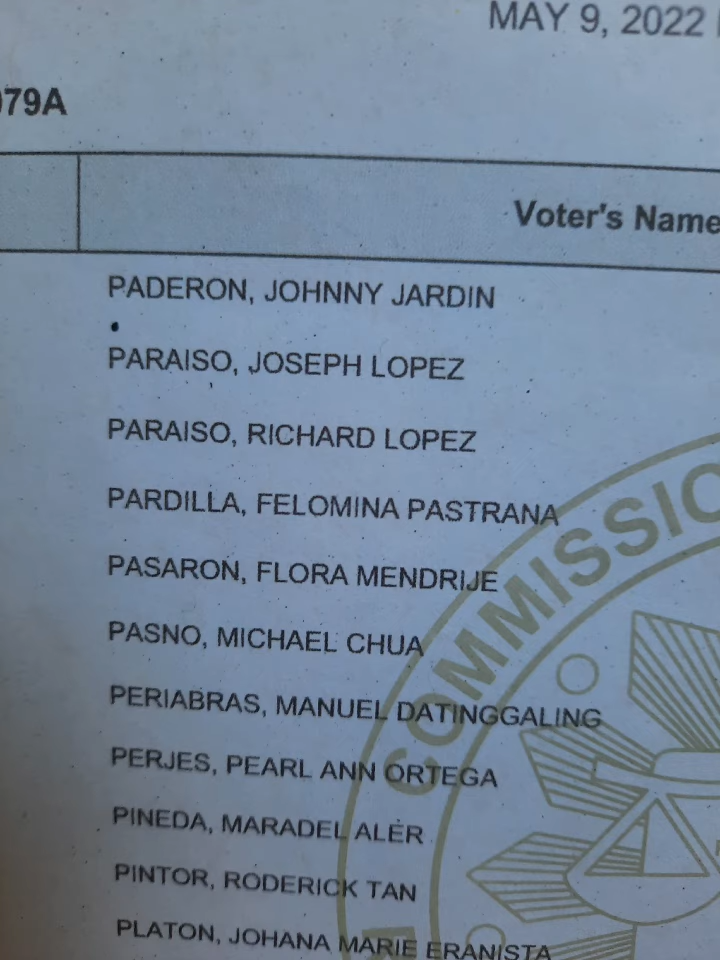 MAY 9, 2022
079A
Voter's Name
PADERON, JOHNNY JARDIN
PARAISO, JOSEPH LOPEZ
PARAISO, RICHARD LOPEZ
PARDILLA, FELOMINA PASTRANA
PASARON, FLORA MENDRIJE
PASNO, MICHAEL CHUA
PERIABRAS, MANUEL DATINGGALING
PERJES, PEARL ANN ORTEGA
PINEDA, MARADEL ALER
PINTOR, RODERICK TAN
PLATON, JOHANA MARIE ERANISTA
COMMISSIO